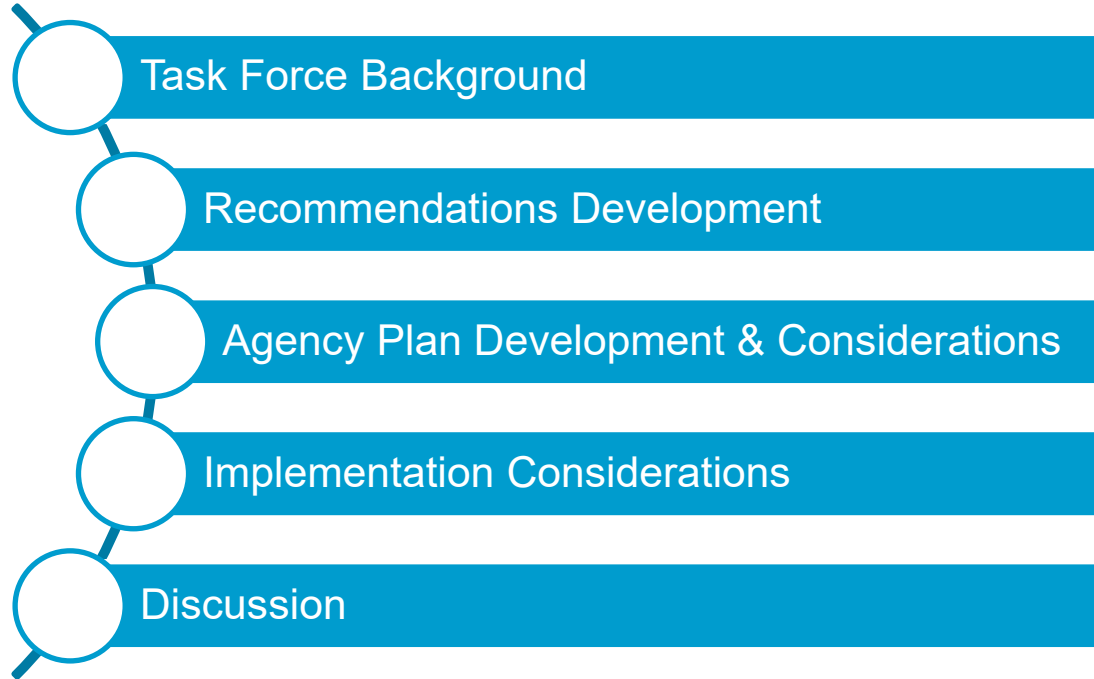 Task Force Background
Recommendations Development
Agency Plan Development & Considerations
Implementation Considerations
Discussion